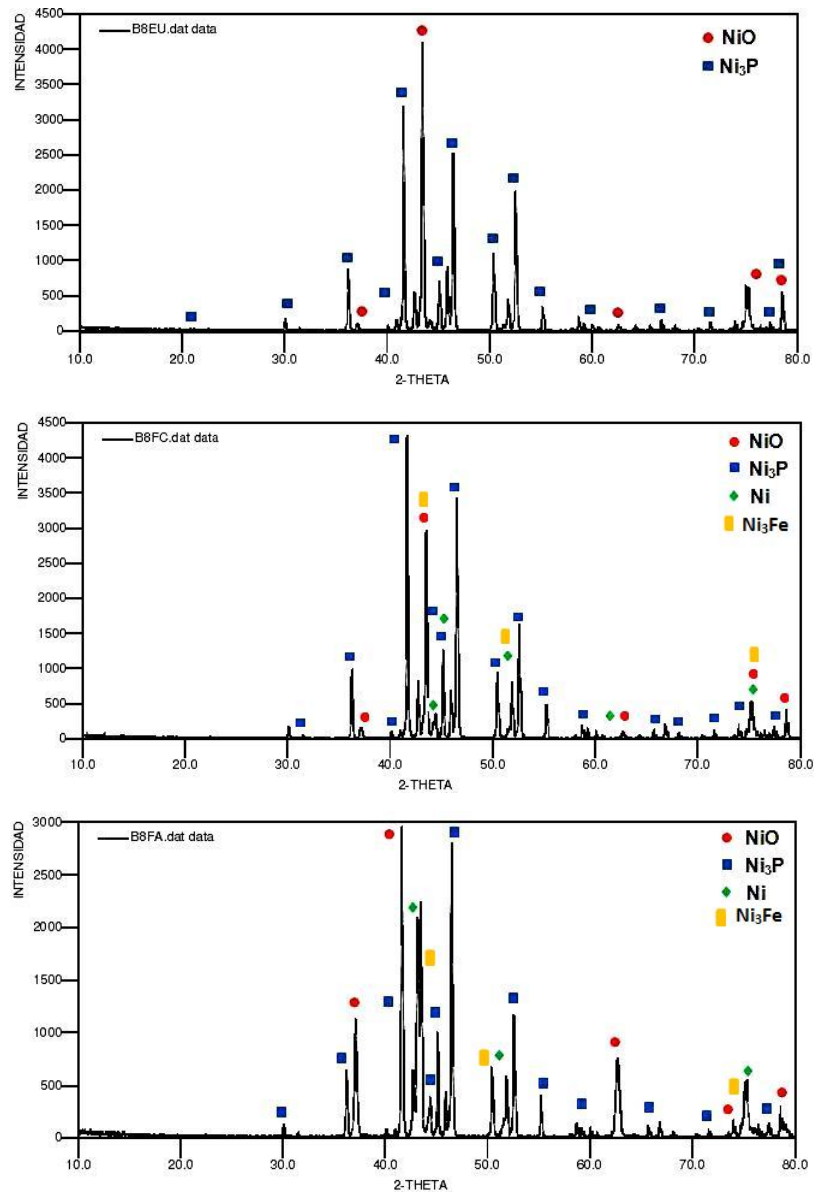 B8EU.dat data
NiO
Ni₃P
INTENSIDAD
4500
4000
3500
3000
2500
2000
1500
1000
500
0
10.0 20.0 30.0 40.0 50.0 60.0 70.0 80.0
2-THETA
B8FC.dat data
NiO
Ni₃P
Ni
Ni₃Fe
INTENSIDAD
4500
4000
3500
3000
2500
2000
1500
1000
500
0
10.0 20.0 30.0 40.0 50.0 60.0 70.0 80.0
2-THETA
B8FA.dat data
NiO
Ni₃P
Ni
Ni₃Fe
INTENSIDAD
3000
2500
2000
1500
1000
500
0
10.0 20.0 30.0 40.0 50.0 60.0 70.0 80.0
2-THETA